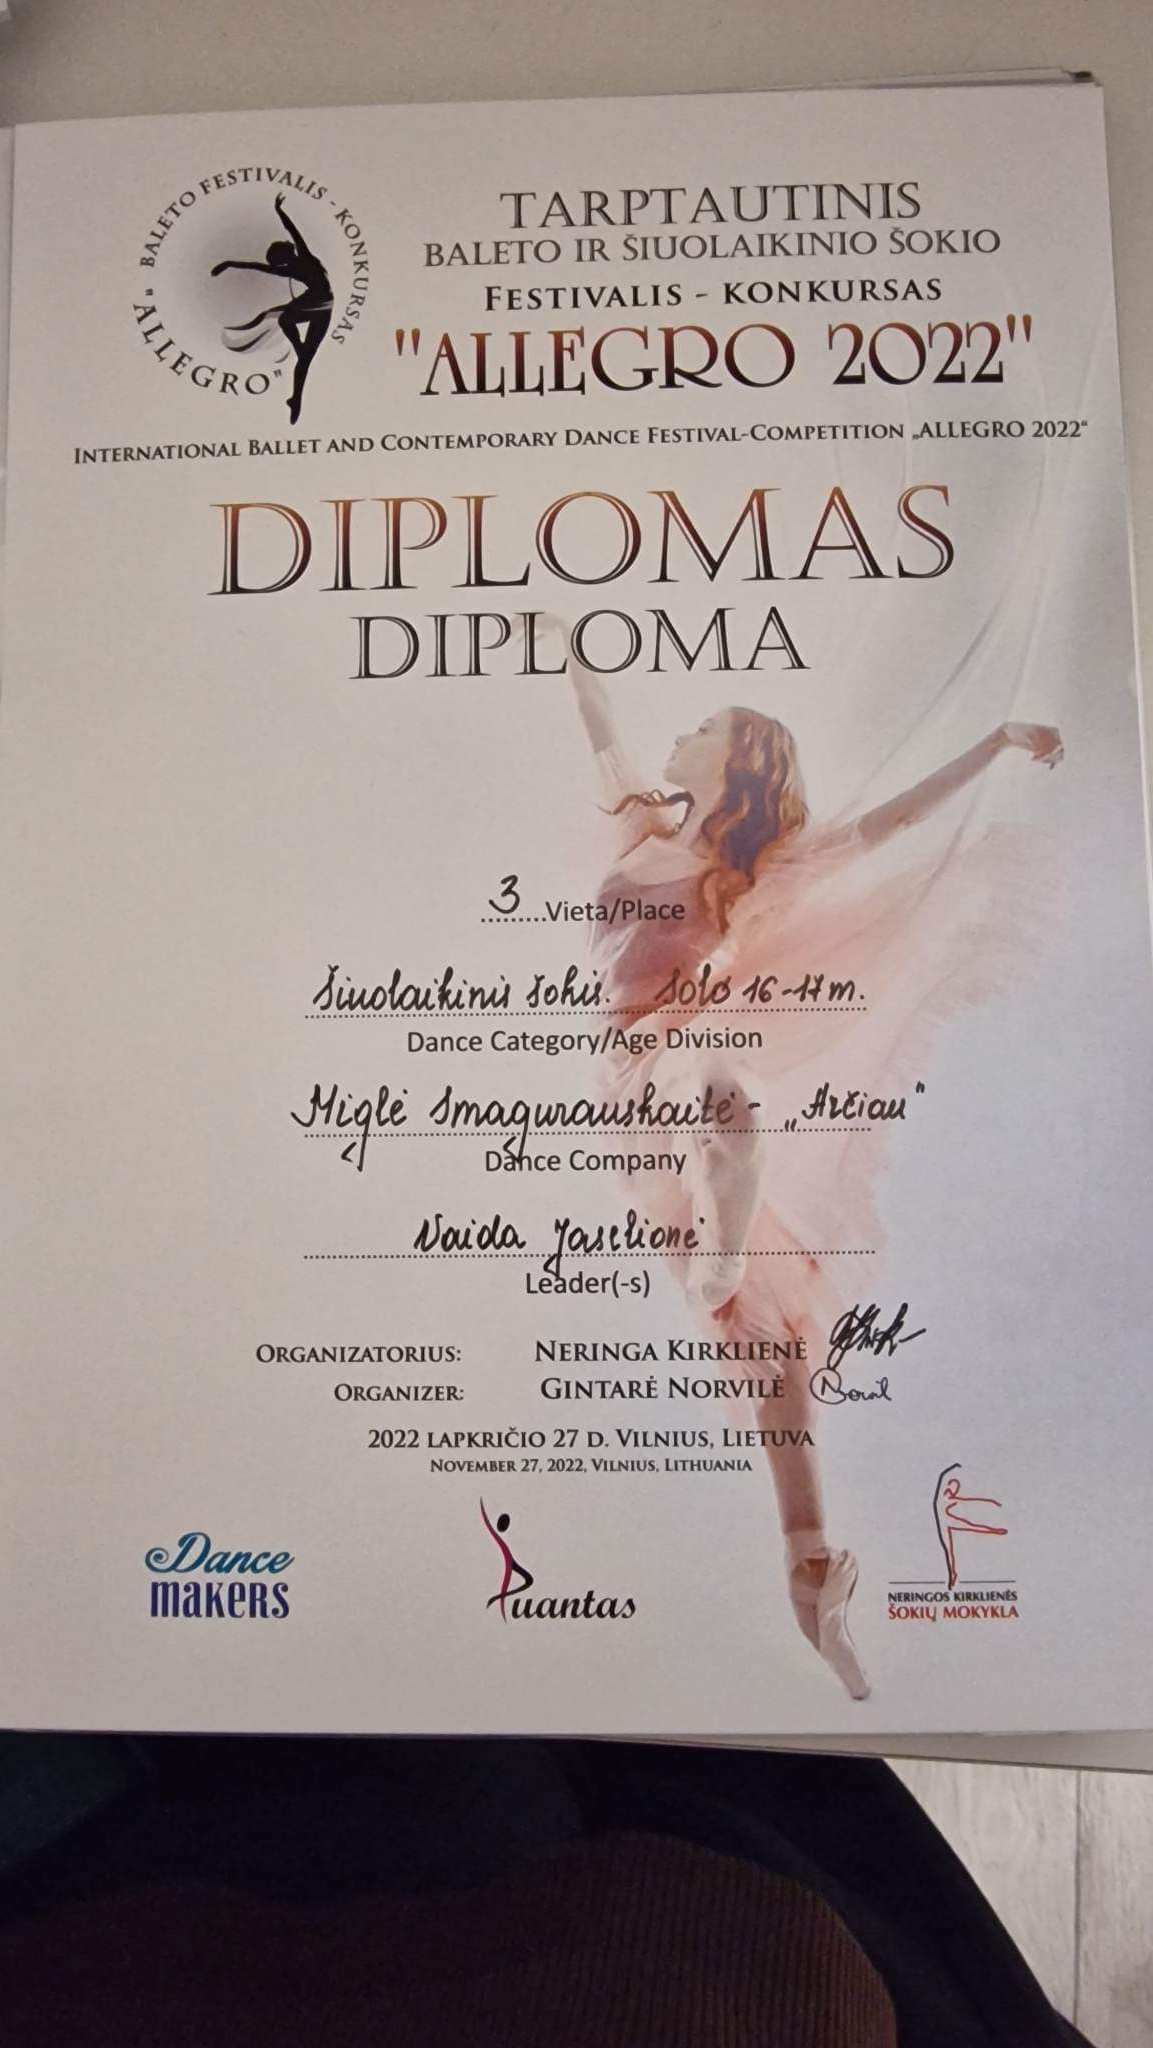 " BALETO FESTIVALIS - KONKURSAS
ALLEGRO"
TARPTAUTINIS
BALETO IR ŠIUOLAIKINIO ŠOKIO
FESTIVALIS - KONKURSAS
"ALLEGRO 2022"
INTERNATIONAL BALLET AND CONTEMPORARY DANCE FESTIVAL-COMPETITION „ALLEGRO 2022“
DIPLOMAS
DIPLOMA
3 Vieta/Place
Šiuolaikinis šokis. Solo 16-17m.
Dance Category/Age Division
Miglė Smagurauskaitė - „Arčiau"
Dance Company
Vaida Jaselionė
Leader(-s)
ORGANIZATORIUS: NERINGA KIRKLIENĖ
ORGANIZER: GINTARĖ NORVILĖ
2022 LAPKRIČIO 27 D. VILNIUS, LIETUVA
NOVEMBER 27, 2022, VILNIUS, LITHUANIA
Dance
MAKERS
Puantas
NERINGOS KIRKLIENĖS
ŠOKIŲ MOKYKLA